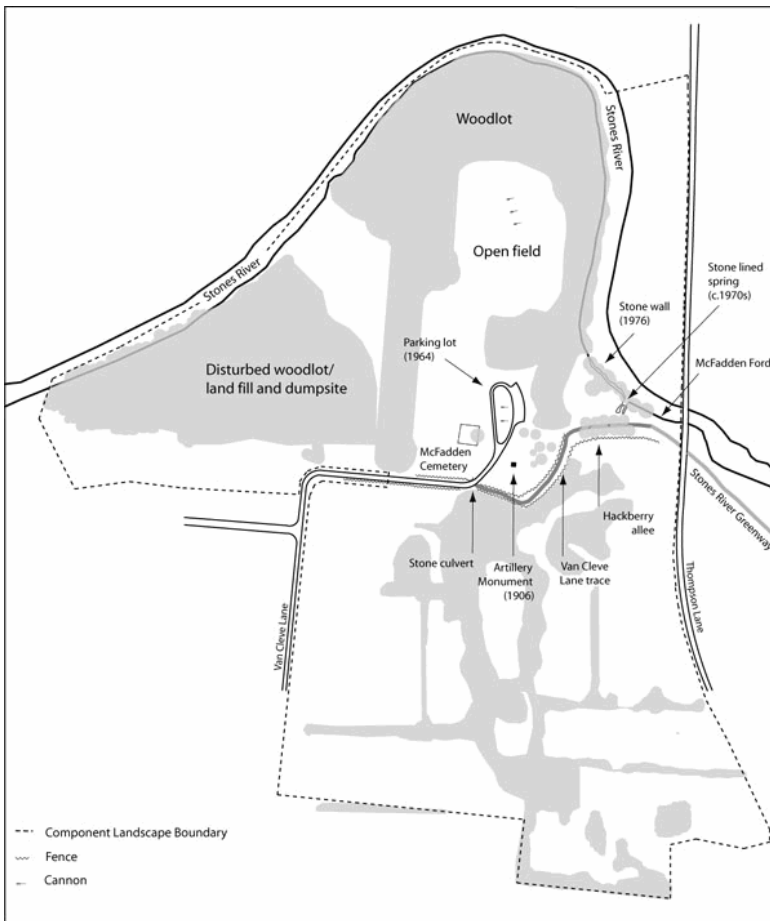 Woodlot
Stones River
Open field
Stone lined
spring
(c.1970s)
Stones River
Stone wall
(1976)
Parking lot
(1964)
McFadden Ford
Disturbed woodlot/
land fill and dumpsite
McFadden
Cemetery
Stones River Greenway
Hackberry
allee
Stone culvert
Artillery
Monument
(1906)
Van Cleve
Lane trace
Thompson Lane
Van Cleve Lane
Component Landscape Boundary
Fence
Cannon